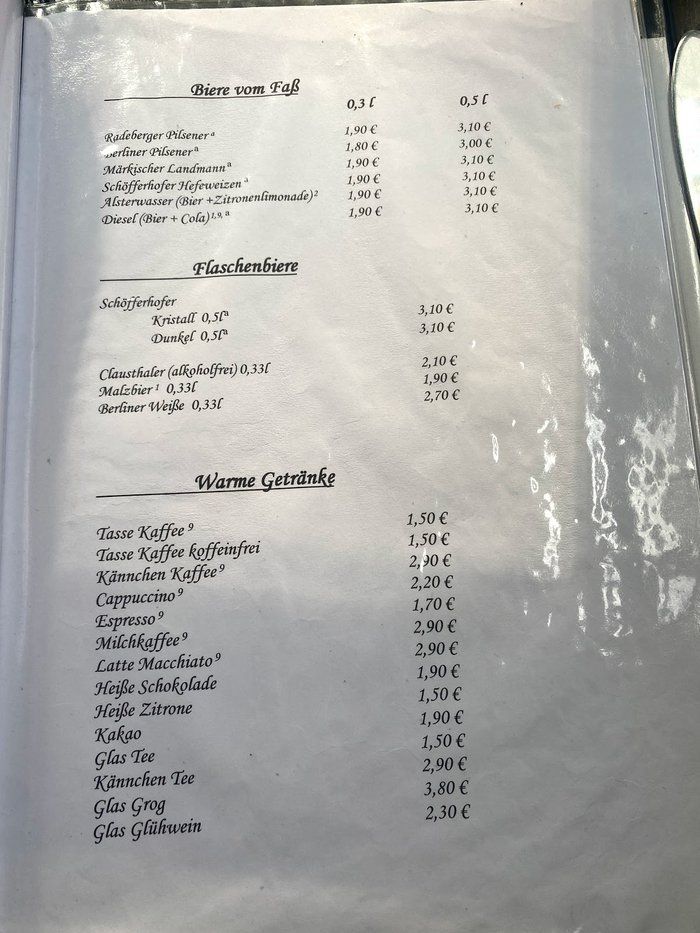 Biere vom Faß
0,3 l 0,5 l
Radeberger Pilsener ᵃ 1,90 € 3,10 €
Berliner Pilsener ᵃ 1,80 € 3,00 €
Märkischer Landmann ᵃ 1,90 € 3,10 €
Schöfferhofer Hefeweizen ᵃ 1,90 € 3,10 €
Alsterwasser (Bier +Zitronenlimonade)² 1,90 € 3,10 €
Diesel (Bier + Cola)¹,⁹, ᵃ 1,90 € 3,10 €
Flaschenbiere
Schöfferhofer
Kristall 0,5lᵃ 3,10 €
Dunkel 0,5lᵃ 3,10 €
Clausthaler (alkoholfrei) 0,33l 2,10 €
Malzbier ¹ 0,33l 1,90 €
Berliner Weiße 0,33l 2,70 €
Warme Getränke
Tasse Kaffee ⁹ 1,50 €
Tasse Kaffee koffeinfrei 1,50 €
Kännchen Kaffee ⁹ 2,90 €
Cappuccino ⁹ 2,20 €
Espresso ⁹ 1,70 €
Milchkaffee ⁹ 2,90 €
Latte Macchiato ⁹ 2,90 €
Heiße Schokolade 1,90 €
Heiße Zitrone 1,50 €
Kakao 1,90 €
Glas Tee 1,50 €
Kännchen Tee 2,90 €
Glas Grog 3,80 €
Glas Glühwein 2,30 €